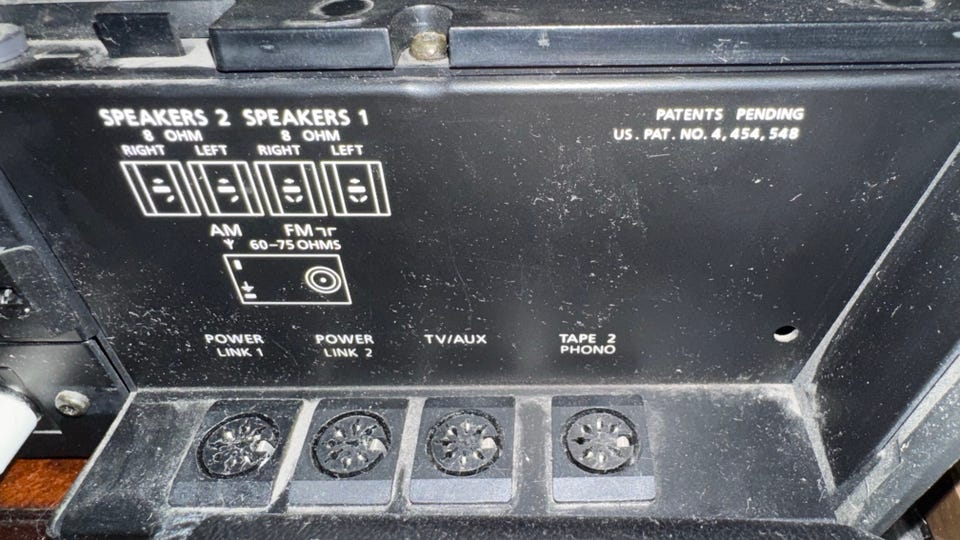 SPEAKERS 2 SPEAKERS 1
8 OHM 8 OHM
RIGHT LEFT RIGHT LEFT
PATENTS PENDING
US. PAT. NO. 4,454,548
AM FM
60-75 OHMS
POWER LINK 1
POWER LINK 2
TV/AUX
TAPE 2
PHONO